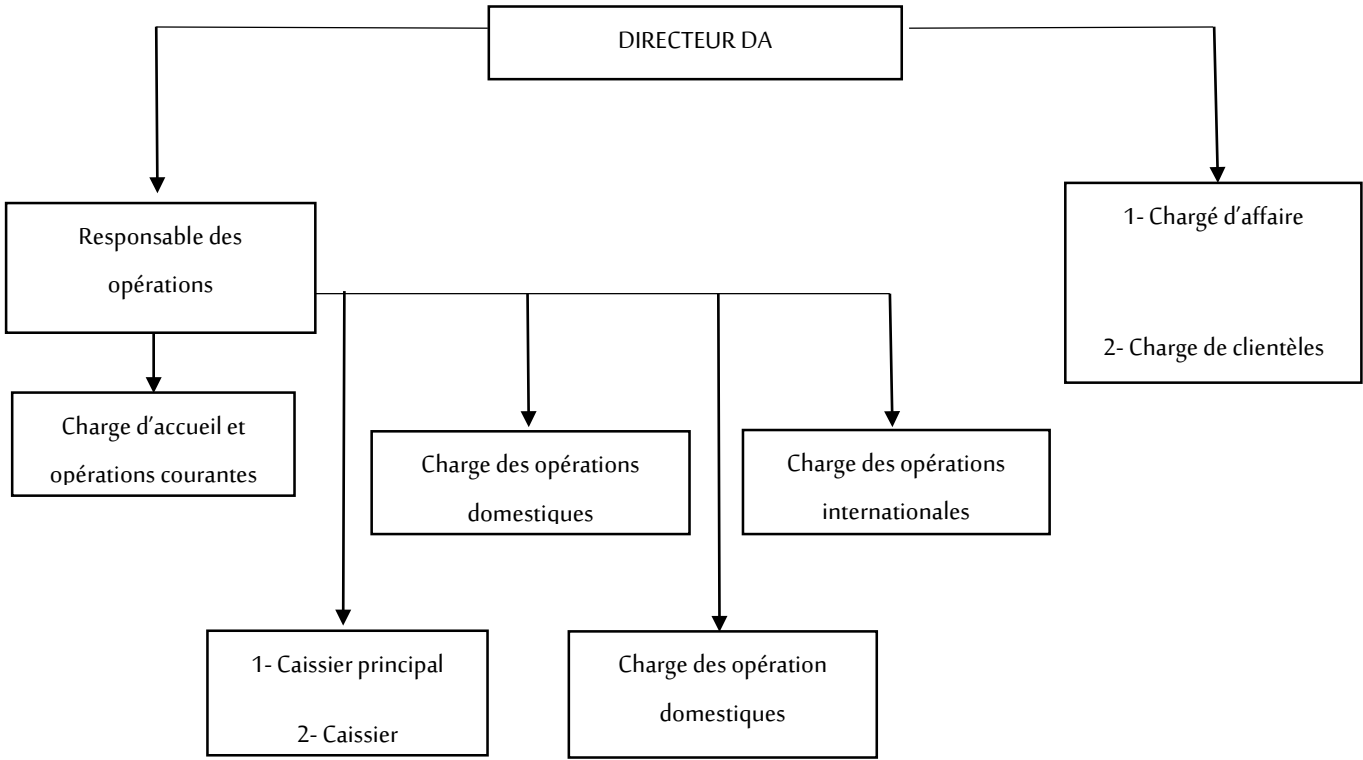 DIRECTEUR DA
Responsable des
opérations
1- Chargé d’affaire
2- Charge de clientèles
Charge d’accueil et
opérations courantes
Charge des opérations
domestiques
Charge des opérations
internationales
1- Caissier principal
2- Caissier
Charge des opération
domestiques